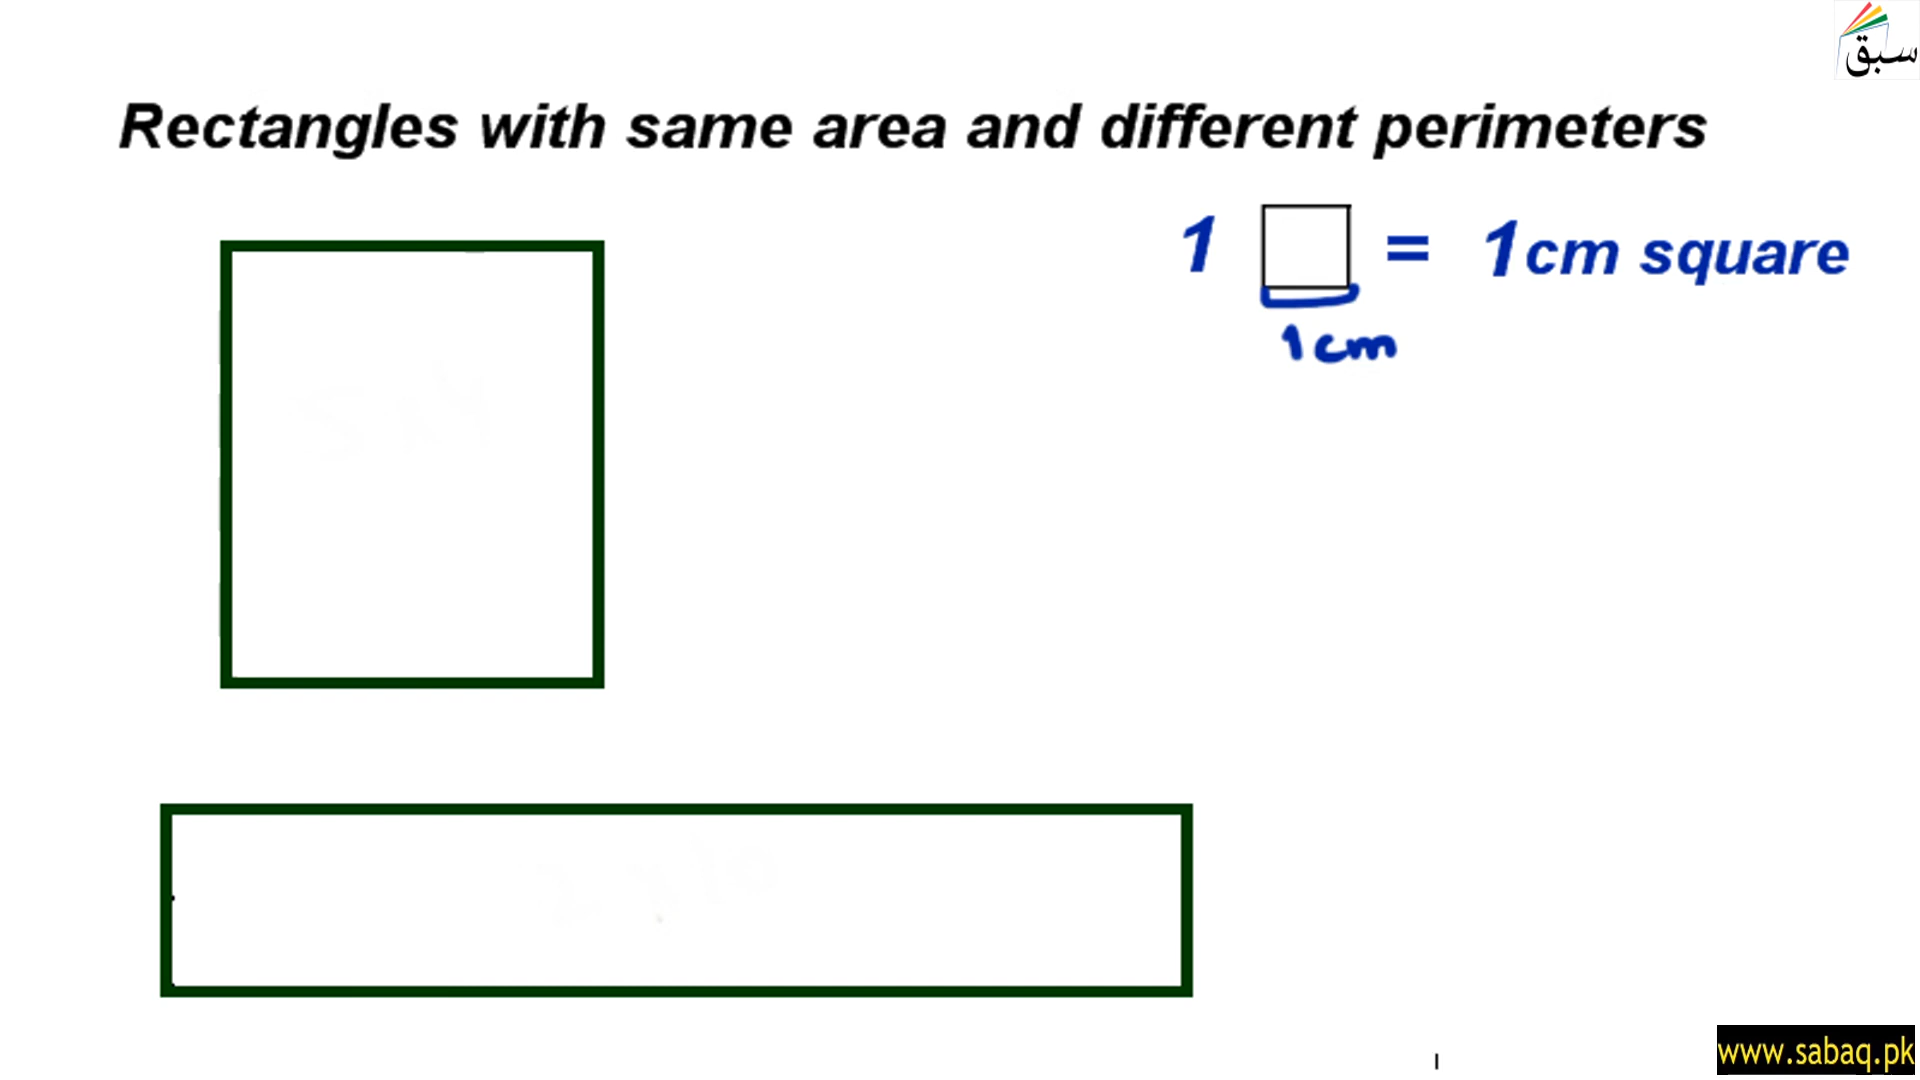 سبق
Rectangles with same area and different perimeters
1 = 1cm square
1cm
www.sabaq.pk